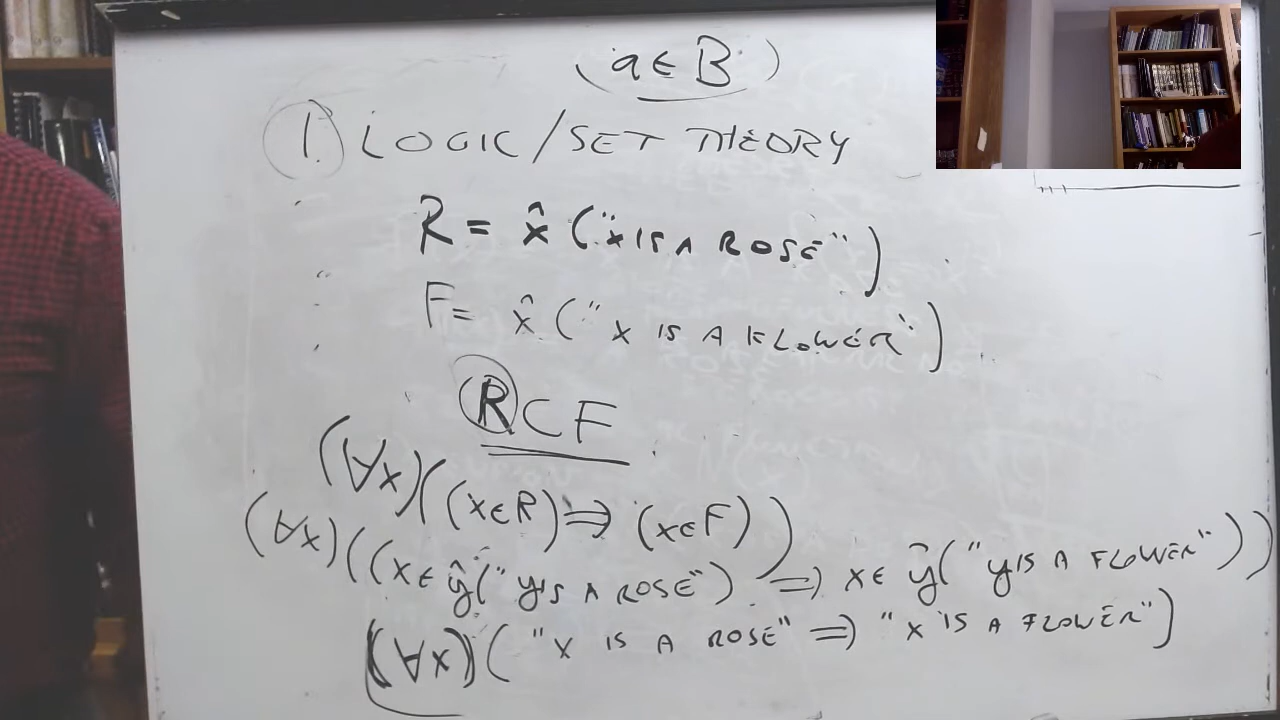 (a ∈ B)
1.) LOGIC/SET THEORY
R = x̂ ("x IS A ROSE")
F = x̂ ("x IS A FLOWER")
R ⊂ F
(∀x)((x∈R) ⇒ (x∈F))
(∀x)((x∈ ŷ("y IS A ROSE") ⇒ x∈ ŷ("y IS A FLOWER"))
(∀x)("x IS A ROSE" ⇒ "x IS A FLOWER")